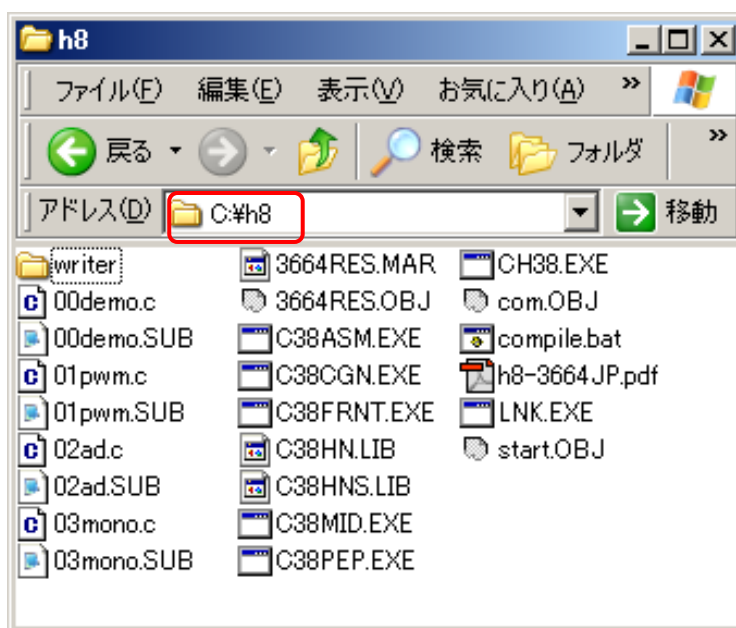 h8
ファイル(F) 編集(E) 表示(V) お気に入り(A) »
戻る 検索 フォルダ »
アドレス(D) C:¥h8 移動
writer 3664RES.MAR CH38.EXE
00demo.c 3664RES.OBJ com.OBJ
00demo.SUB C38ASM.EXE compile.bat
01pwm.c C38CGN.EXE h8-3664JP.pdf
01pwm.SUB C38FRNT.EXE LNK.EXE
02ad.c C38HN.LIB start.OBJ
02ad.SUB C38HNS.LIB
03mono.c C38MID.EXE
03mono.SUB C38PEP.EXE